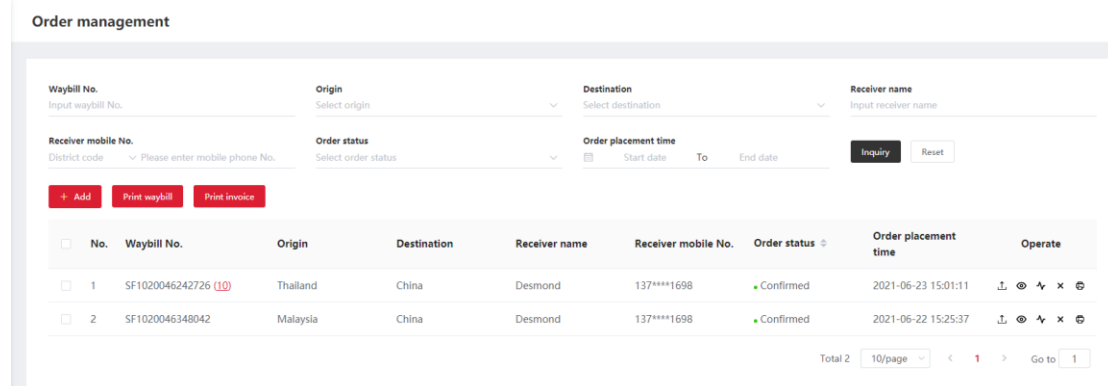 Order management
Waybill No. Origin Destination Receiver name
Input waybill No. Select origin Select destination Input receiver name
Receiver mobile No. Order status Order placement time
District code Please enter mobile phone No. Select order status Start date To End date Inquiry Reset
+ Add Print waybill Print invoice
No. Waybill No. Origin Destination Receiver name Receiver mobile No. Order status Order placement time Operate
1 SF1020046242726 (10) Thailand China Desmond 137****1698 Confirmed 2021-06-23 15:01:11
2 SF1020046348042 Malaysia China Desmond 137****1698 Confirmed 2021-06-22 15:25:37
Total 2 10/page < 1 > Go to 1